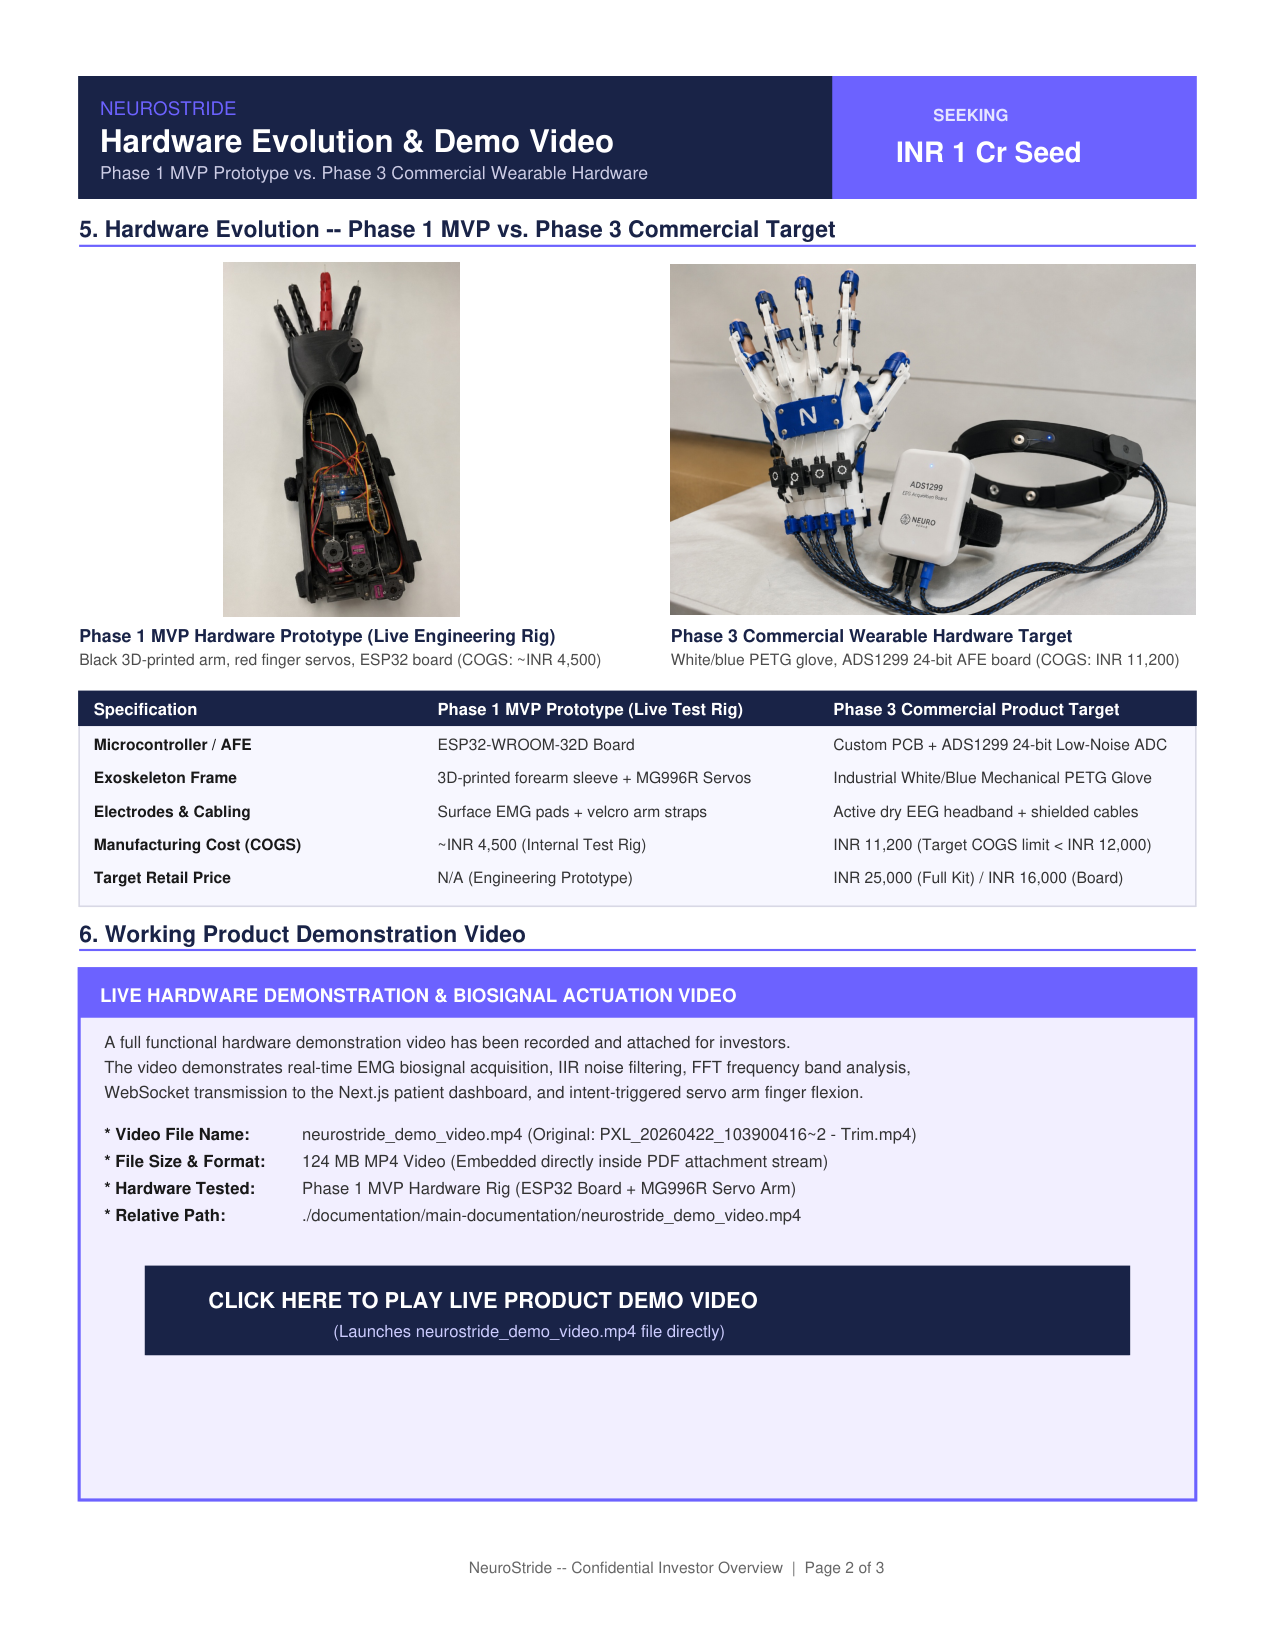 NEUROSTRIDE
Hardware Evolution & Demo Video
Phase 1 MVP Prototype vs. Phase 3 Commercial Wearable Hardware
SEEKING
INR 1 Cr Seed
5. Hardware Evolution -- Phase 1 MVP vs. Phase 3 Commercial Target
N
ADS1299
NEURO
Phase 1 MVP Hardware Prototype (Live Engineering Rig)
Black 3D-printed arm, red finger servos, ESP32 board (COGS: ~INR 4,500)
Phase 3 Commercial Wearable Hardware Target
White/blue PETG glove, ADS1299 24-bit AFE board (COGS: INR 11,200)
Specification Phase 1 MVP Prototype (Live Test Rig) Phase 3 Commercial Product Target
Microcontroller / AFE ESP32-WROOM-32D Board Custom PCB + ADS1299 24-bit Low-Noise ADC
Exoskeleton Frame 3D-printed forearm sleeve + MG996R Servos Industrial White/Blue Mechanical PETG Glove
Electrodes & Cabling Surface EMG pads + velcro arm straps Active dry EEG headband + shielded cables
Manufacturing Cost (COGS) ~INR 4,500 (Internal Test Rig) INR 11,200 (Target COGS limit < INR 12,000)
Target Retail Price N/A (Engineering Prototype) INR 25,000 (Full Kit) / INR 16,000 (Board)
6. Working Product Demonstration Video
LIVE HARDWARE DEMONSTRATION & BIOSIGNAL ACTUATION VIDEO
A full functional hardware demonstration video has been recorded and attached for investors.
The video demonstrates real-time EMG biosignal acquisition, IIR noise filtering, FFT frequency band analysis,
WebSocket transmission to the Next.js patient dashboard, and intent-triggered servo arm finger flexion.
* Video File Name: neurostride_demo_video.mp4 (Original: PXL_20260422_103900416~2 - Trim.mp4)
* File Size & Format: 124 MB MP4 Video (Embedded directly inside PDF attachment stream)
* Hardware Tested: Phase 1 MVP Hardware Rig (ESP32 Board + MG996R Servo Arm)
* Relative Path: ./documentation/main-documentation/neurostride_demo_video.mp4
CLICK HERE TO PLAY LIVE PRODUCT DEMO VIDEO
(Launches neurostride_demo_video.mp4 file directly)
NeuroStride -- Confidential Investor Overview | Page 2 of 3